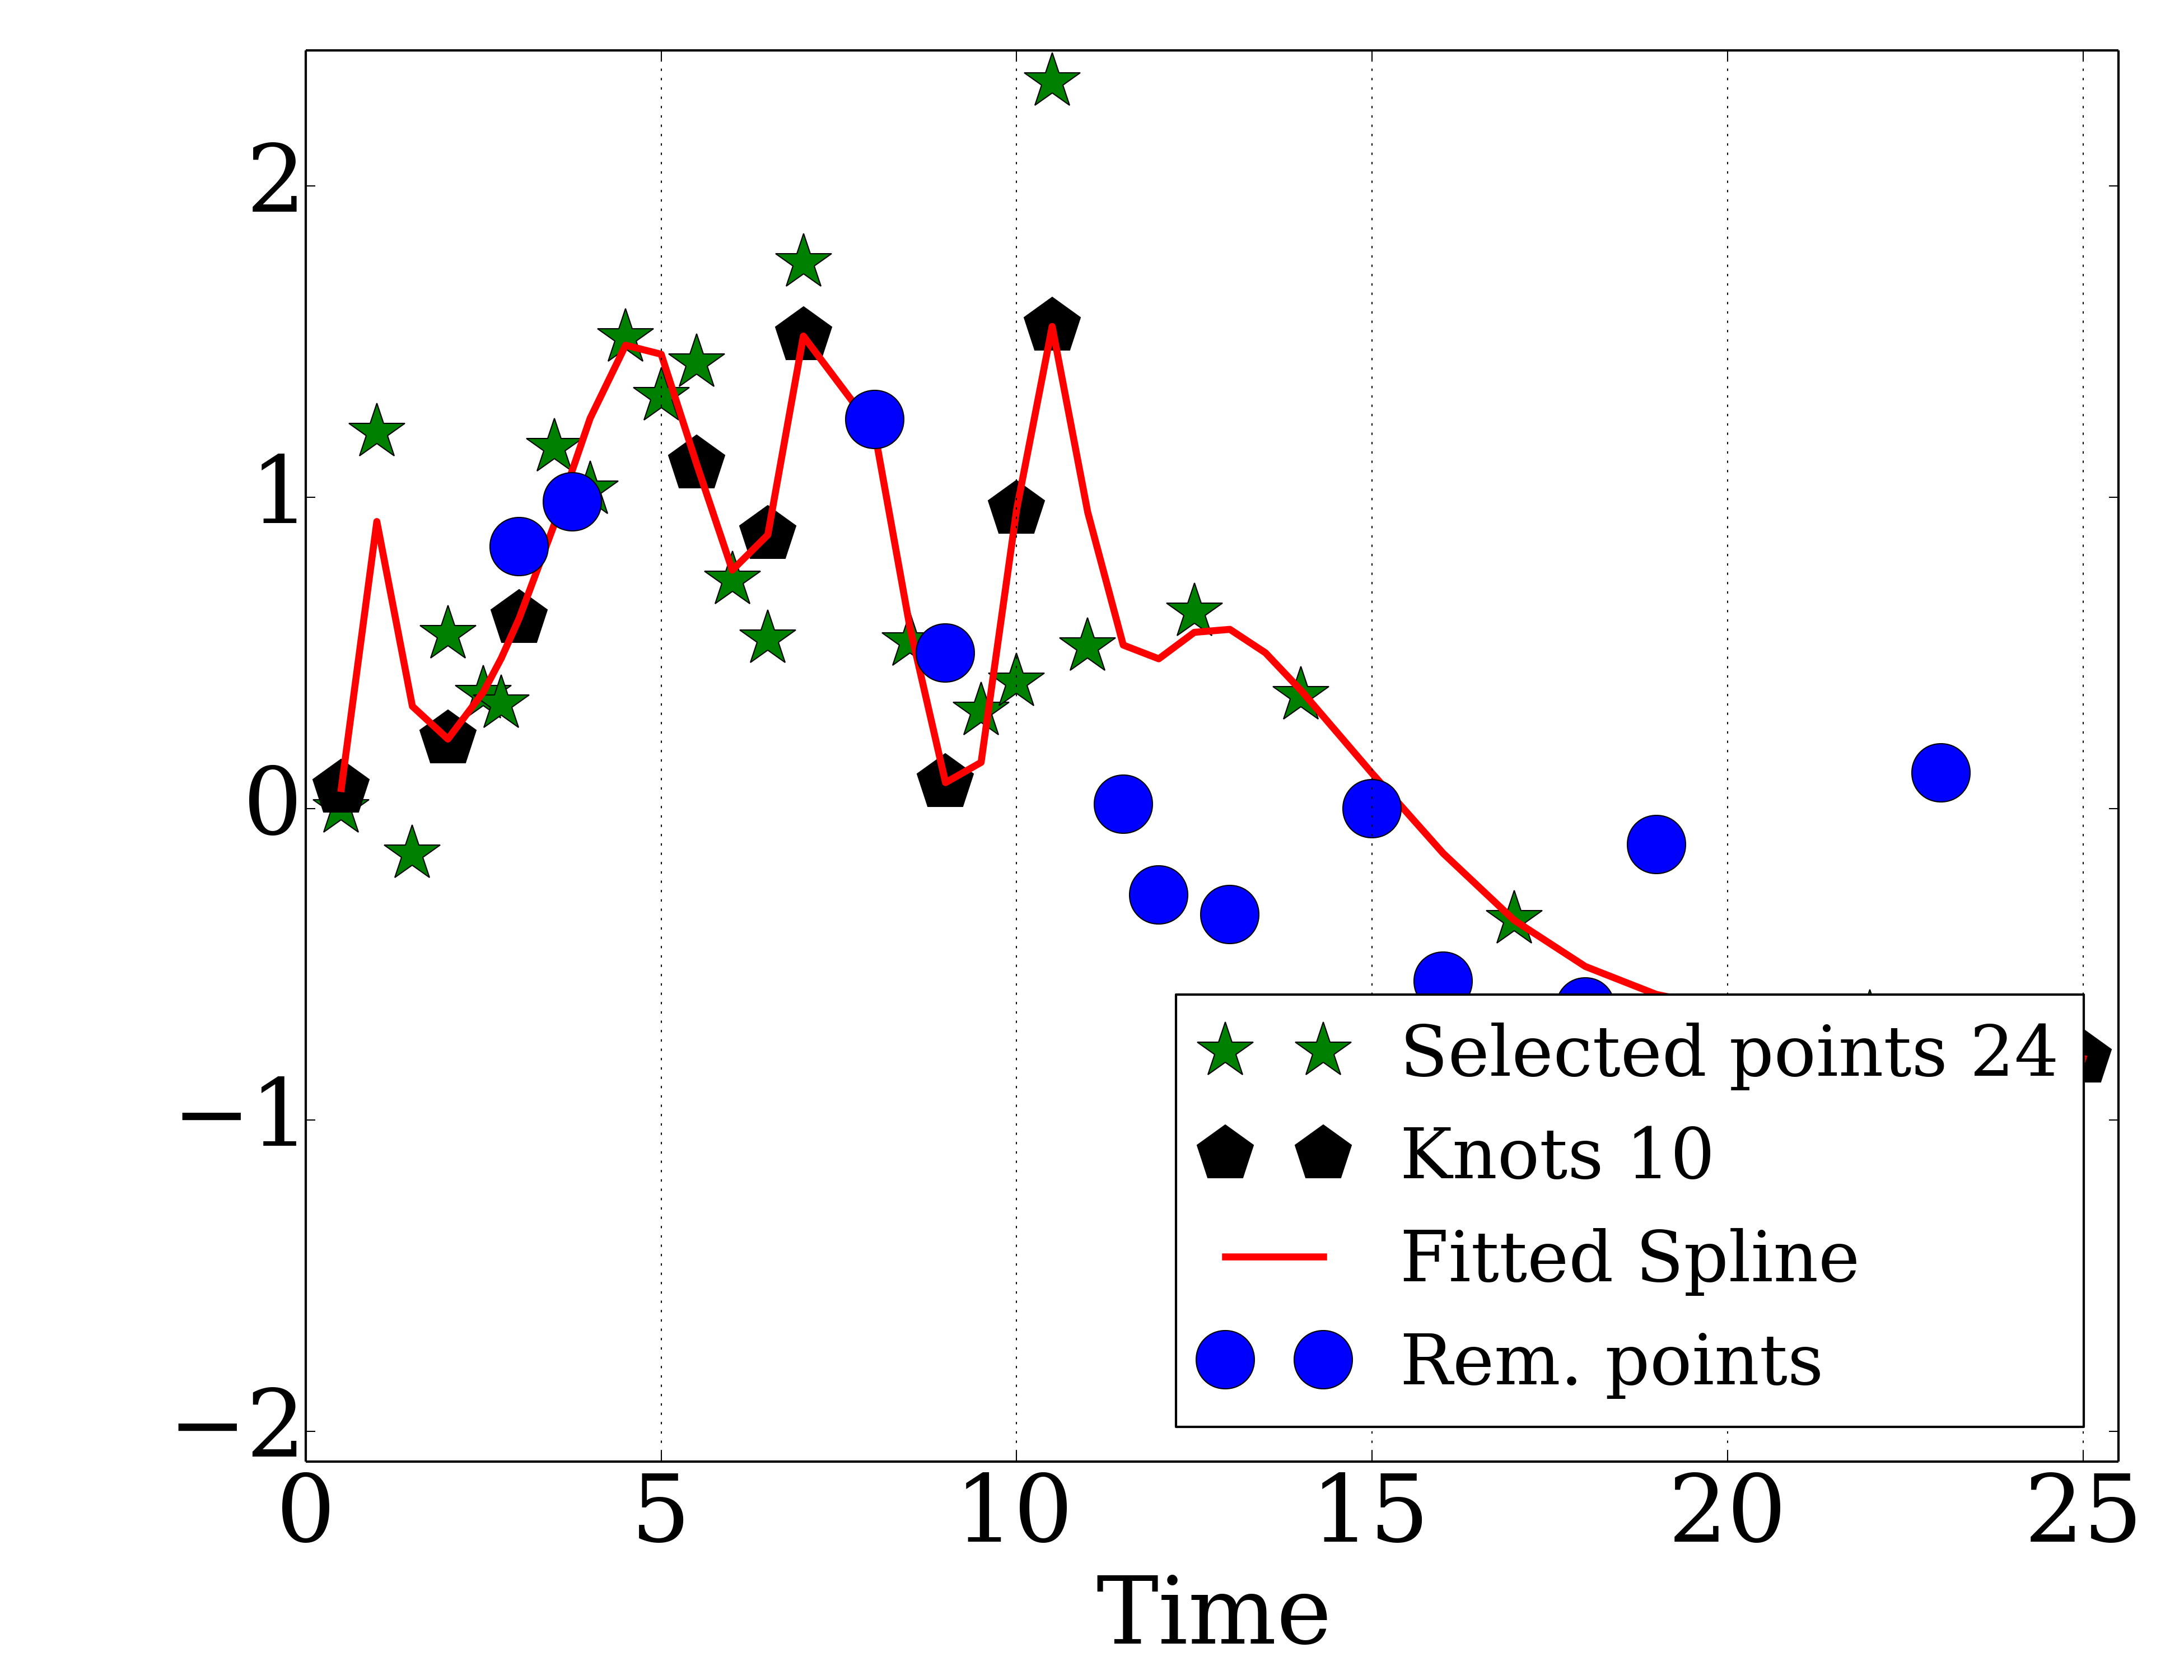 2
1
0
−1
−2
0 5 10 15 20 25
Time
Selected points 24
Knots 10
Fitted Spline
Rem. points